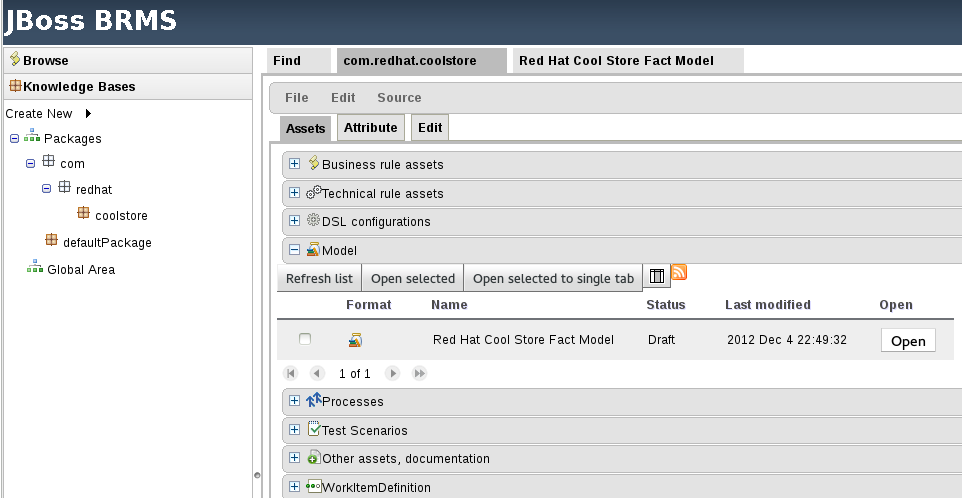 JBoss BRMS
Browse
Knowledge Bases
Create New
Packages
com
redhat
coolstore
defaultPackage
Global Area
Find com.redhat.coolstore Red Hat Cool Store Fact Model
File Edit Source
Assets Attribute Edit
Business rule assets
Technical rule assets
DSL configurations
Model
Refresh list Open selected Open selected to single tab
Format Name Status Last modified Open
Red Hat Cool Store Fact Model Draft 2012 Dec 4 22:49:32 Open
1 of 1
Processes
Test Scenarios
Other assets, documentation
WorkItemDefinition